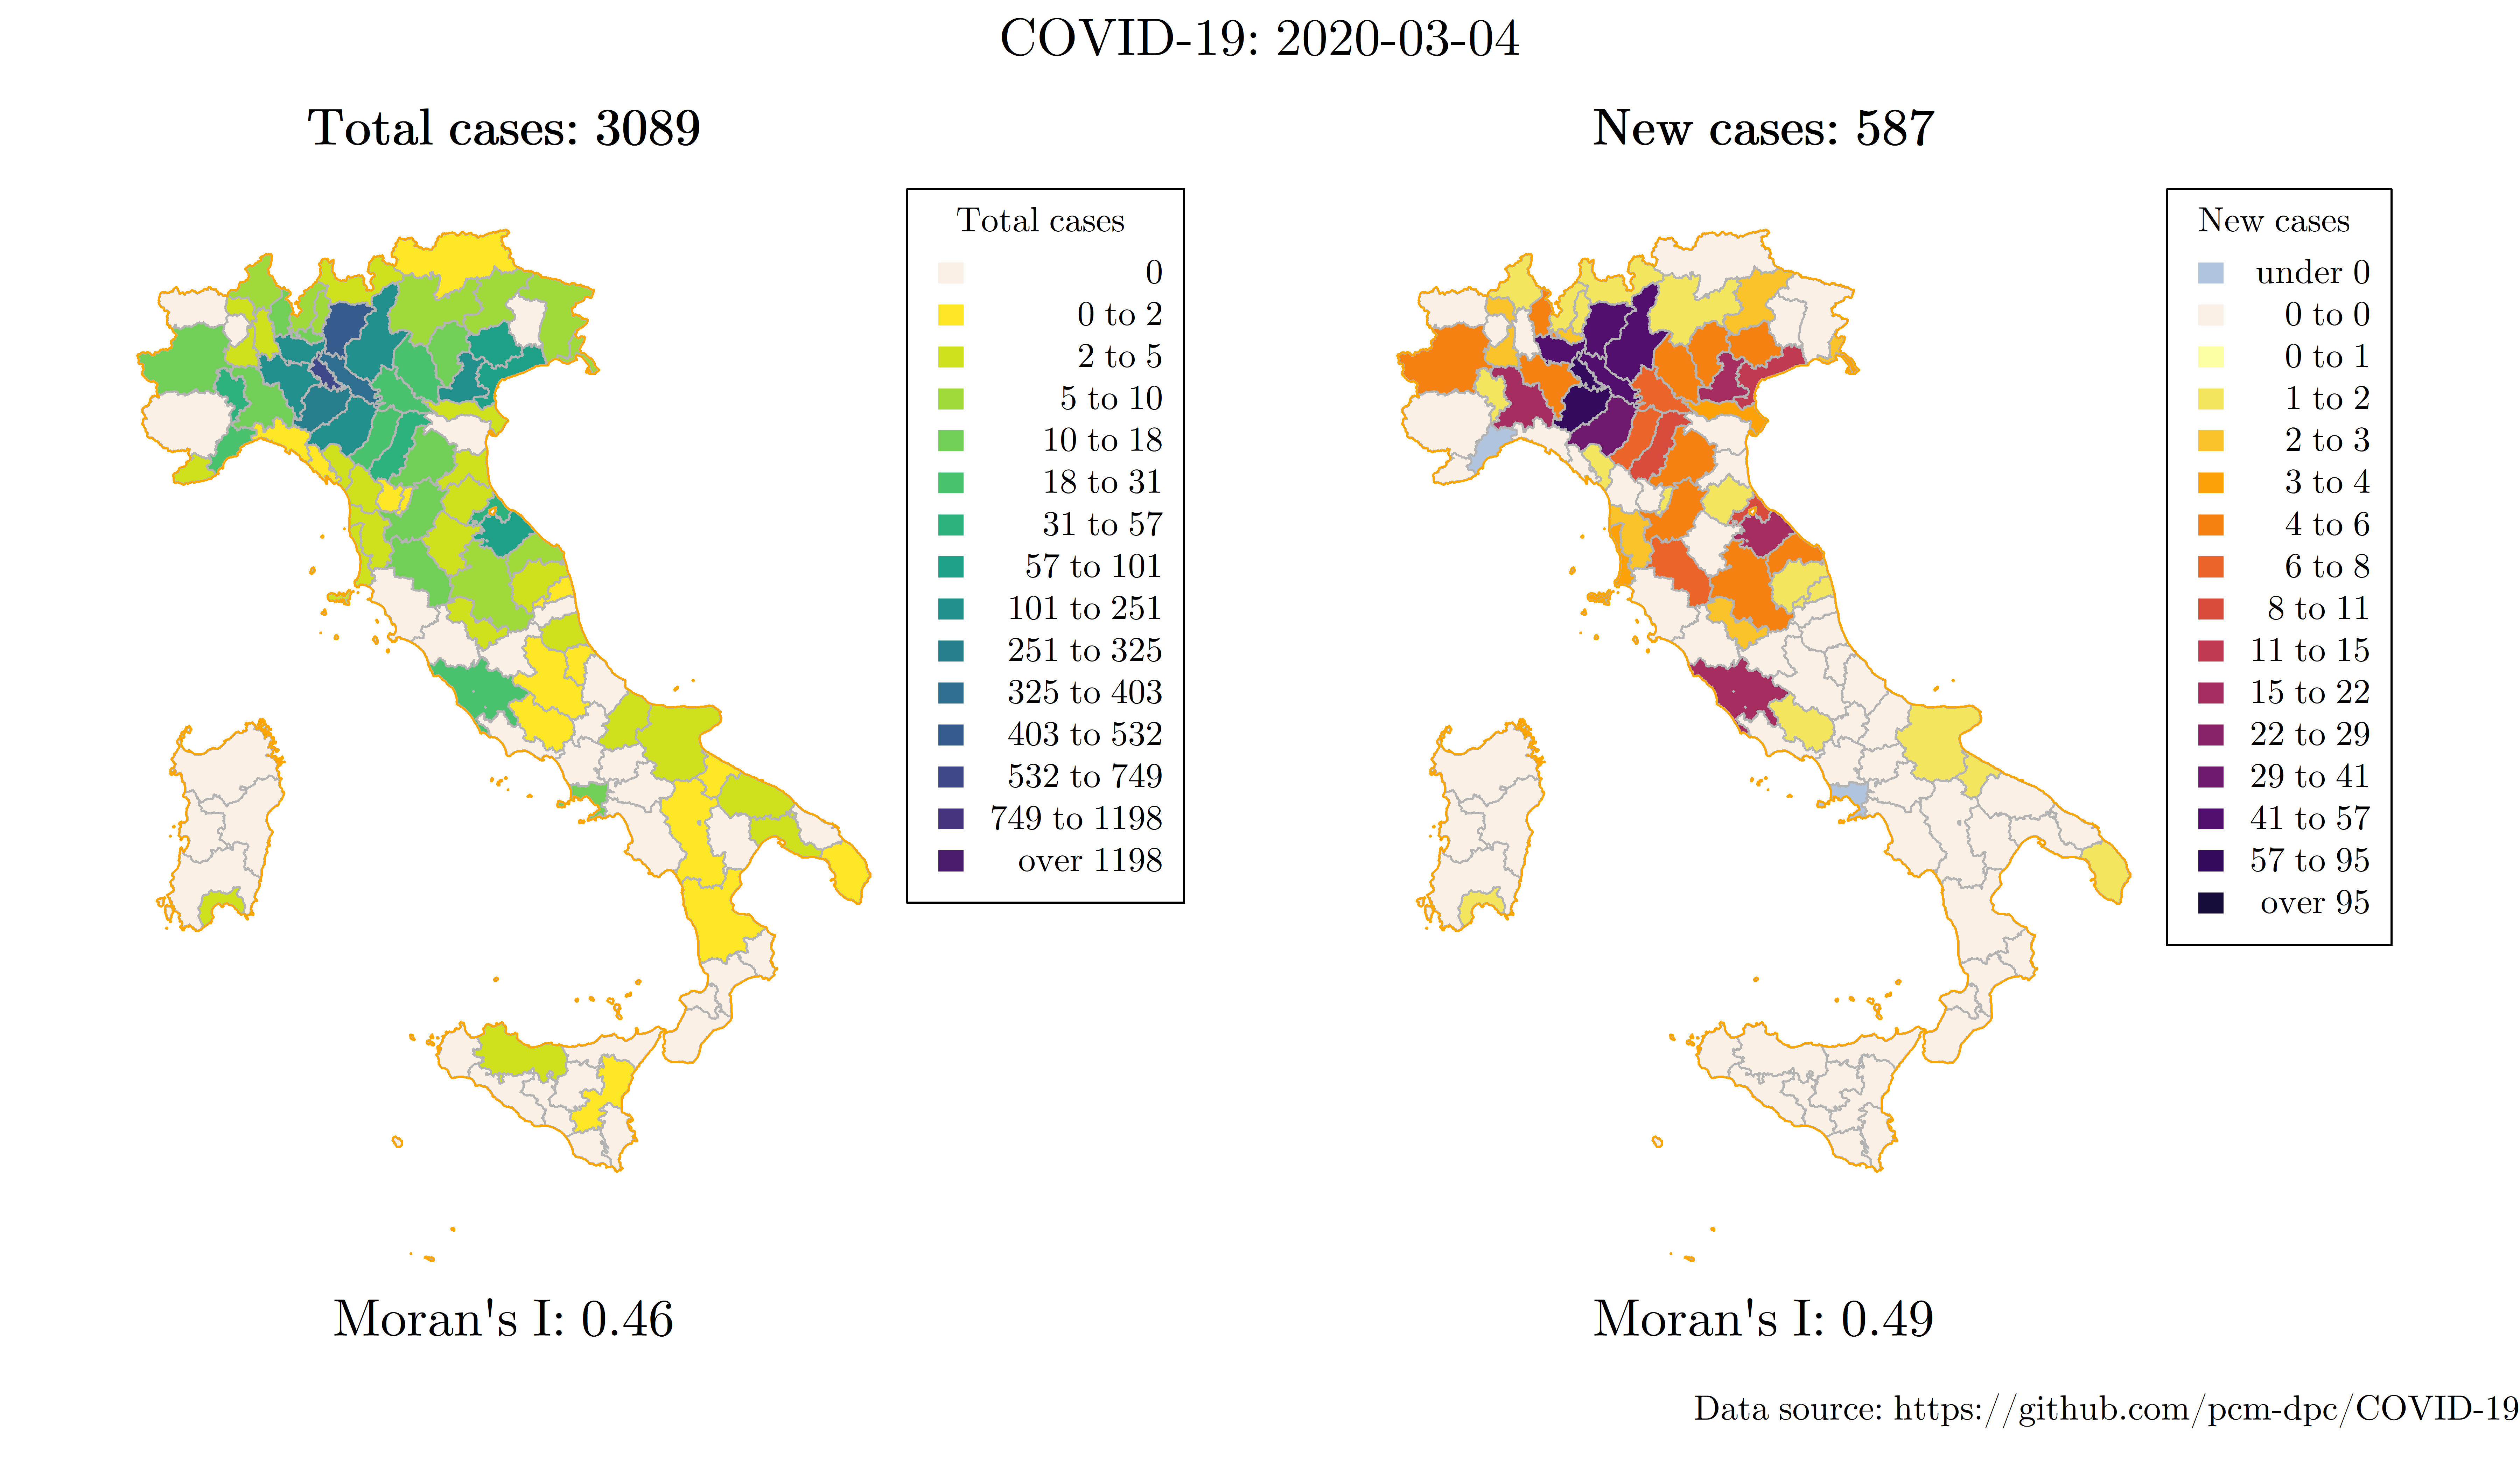 COVID-19: 2020-03-04
Total cases: 3089
Total cases
0
0 to 2
2 to 5
5 to 10
10 to 18
18 to 31
31 to 57
57 to 101
101 to 251
251 to 325
325 to 403
403 to 532
532 to 749
749 to 1198
over 1198
Moran's I: 0.46
New cases: 587
New cases
under 0
0 to 0
0 to 1
1 to 2
2 to 3
3 to 4
4 to 6
6 to 8
8 to 11
11 to 15
15 to 22
22 to 29
29 to 41
41 to 57
57 to 95
over 95
Moran's I: 0.49
Data source: https://github.com/pcm-dpc/COVID-19